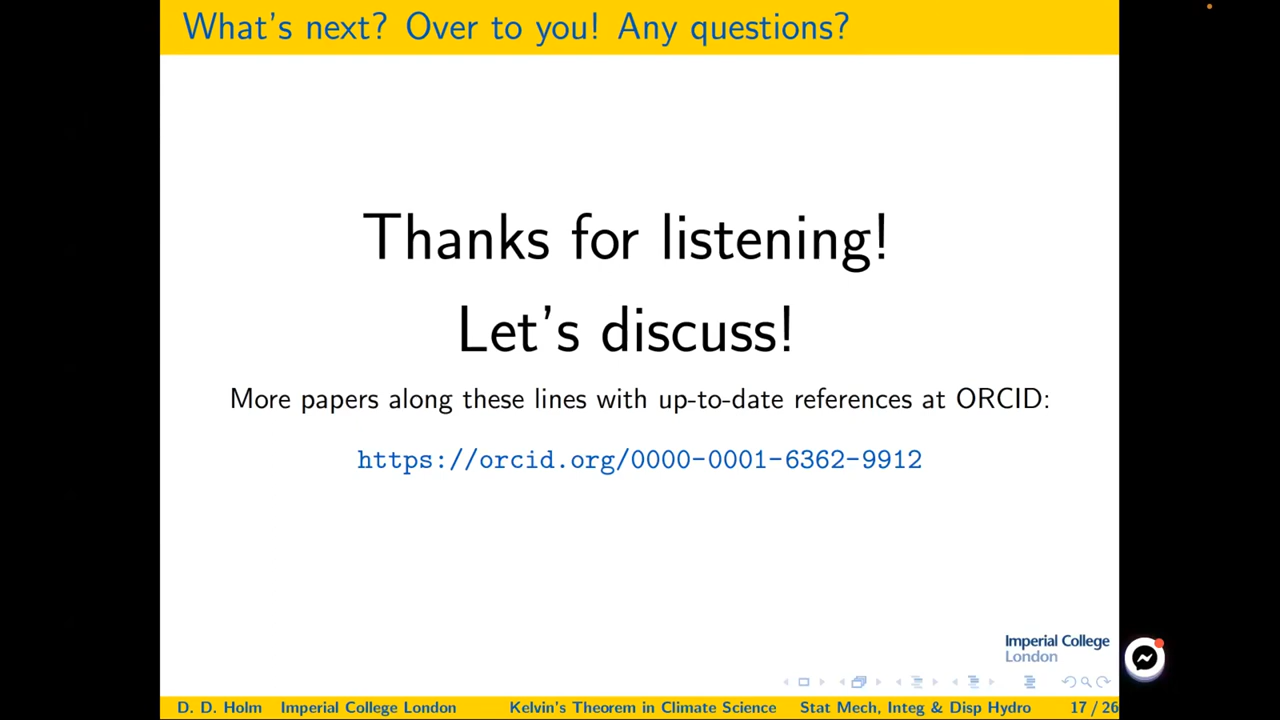 What's next? Over to you! Any questions?
Thanks for listening!
Let's discuss!
More papers along these lines with up-to-date references at ORCID:
https://orcid.org/0000-0001-6362-9912
Imperial College
London
D. D. Holm Imperial College London Kelvin's Theorem in Climate Science Stat Mech, Integ & Disp Hydro 17 / 26